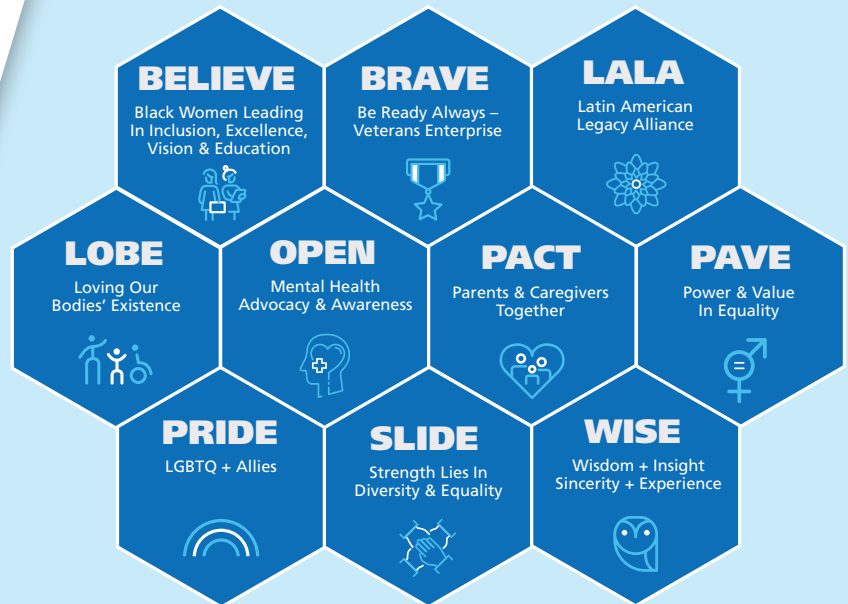 BELIEVE
Black Women Leading
In Inclusion, Excellence,
Vision & Education
BRAVE
Be Ready Always –
Veterans Enterprise
LALA
Latin American
Legacy Alliance
LOBE
Loving Our
Bodies’ Existence
OPEN
Mental Health
Advocacy & Awareness
PACT
Parents & Caregivers
Together
PAVE
Power & Value
In Equality
PRIDE
LGBTQ + Allies
SLIDE
Strength Lies In
Diversity & Equality
WISE
Wisdom + Insight
Sincerity + Experience